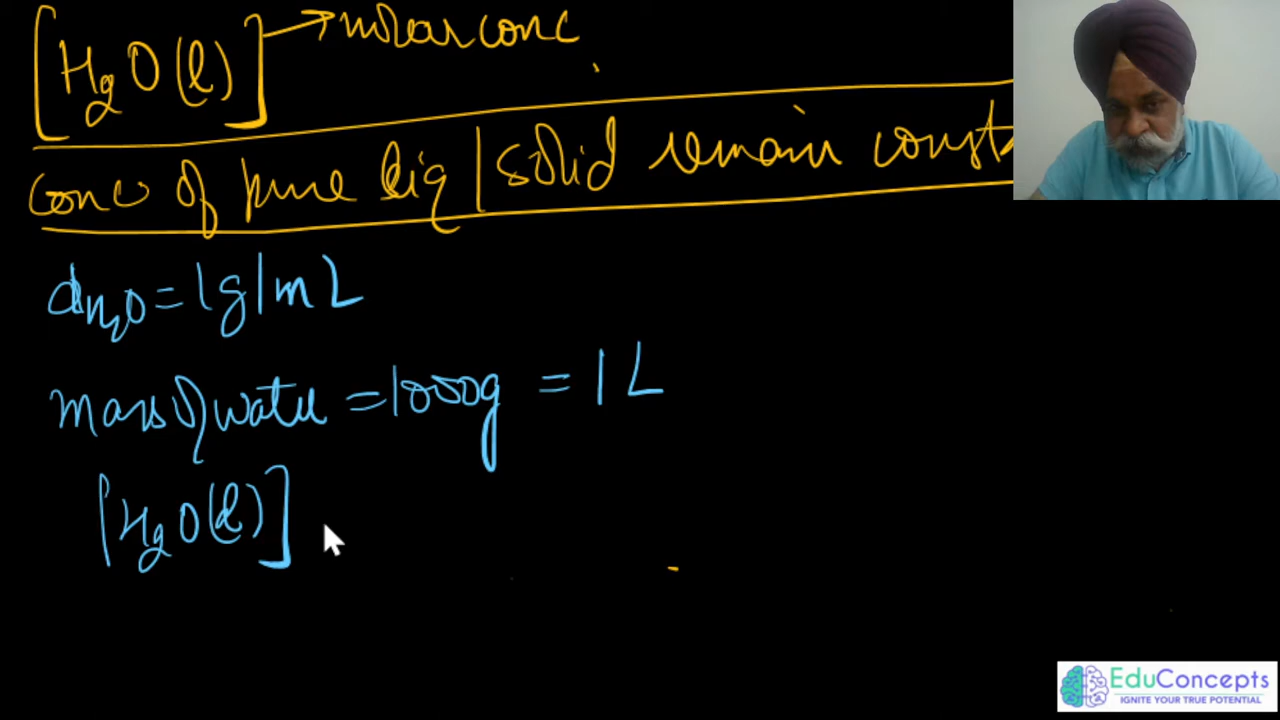 [H₂O(l)] → molar conc
conc of pure liq / solid remain consta
dH₂O = 1g/mL
mass of water = 1000g = 1 L
[H₂O(l)]
EduConcepts
IGNITE YOUR TRUE POTENTIAL